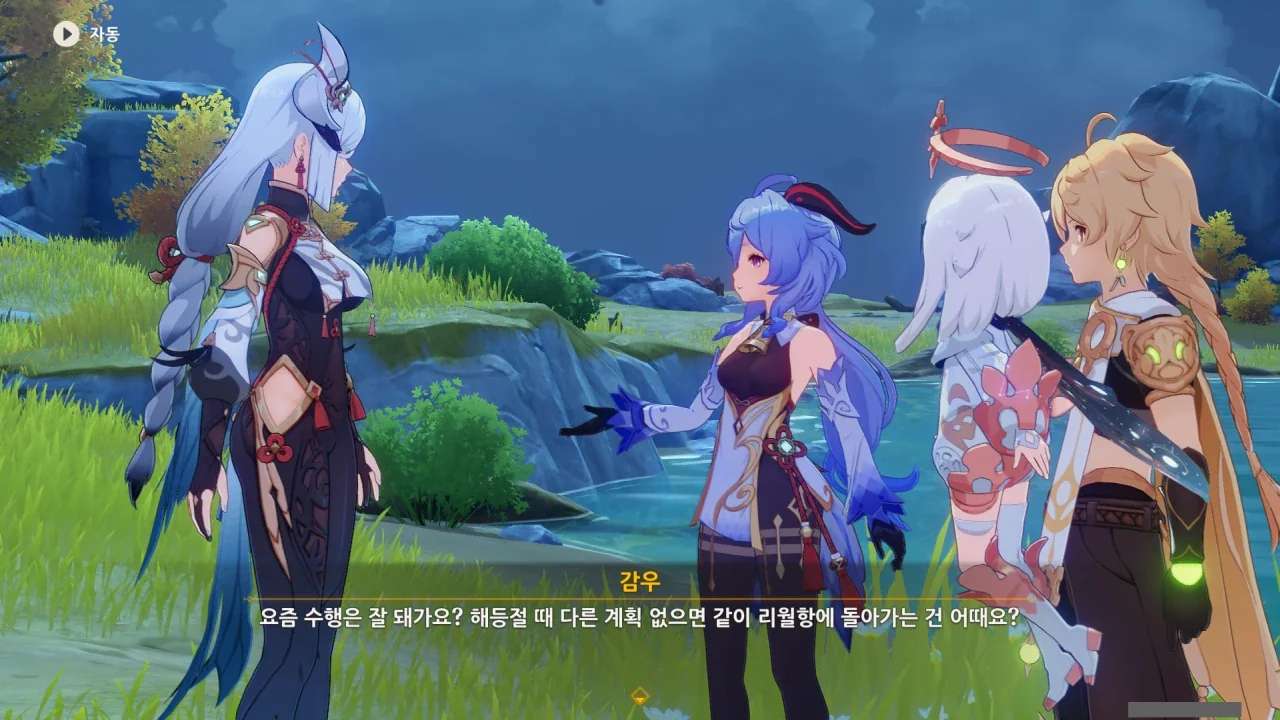 자동
감우
요즘 수행은 잘 돼가요? 해등절 때 다른 계획 없으면 같이 리월항에 돌아가는 건 어때요?